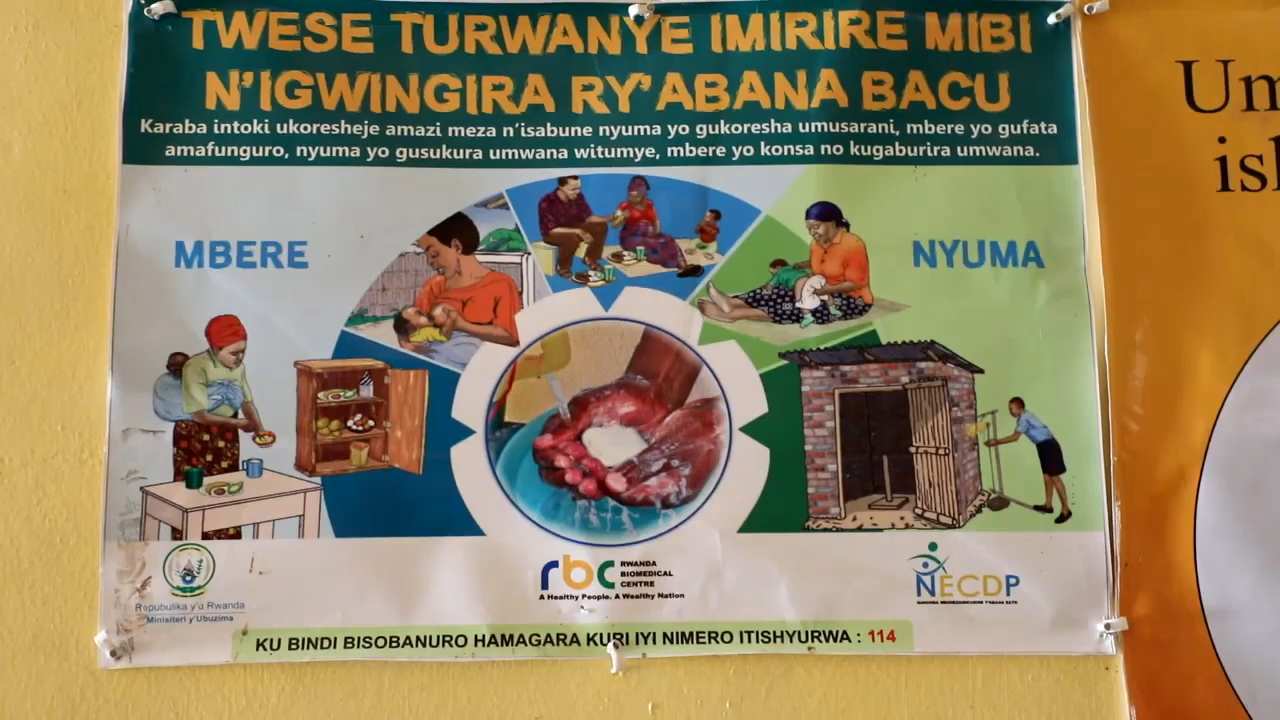 TWESE TURWANYE IMIRIRE MIBI
N'IGWINGIRA RY'ABANA BACU
Karaba intoki ukoresheje amazi meza n'isabune nyuma yo gukoresha umusarani, mbere yo gufata
amafunguro, nyuma yo gusukura umwana witumye, mbere yo konsa no kugaburira umwana.
MBERE
NYUMA
Repubulika y'u Rwanda
Minisiteri y'Ubuzima
rbc
RWANDA
BIOMEDICAL
CENTRE
A Healthy People. A Wealthy Nation
NECDP
KU BINDI BISOBANURO HAMAGARA KURI IYI NIMERO ITISHYURWA : 114
Um